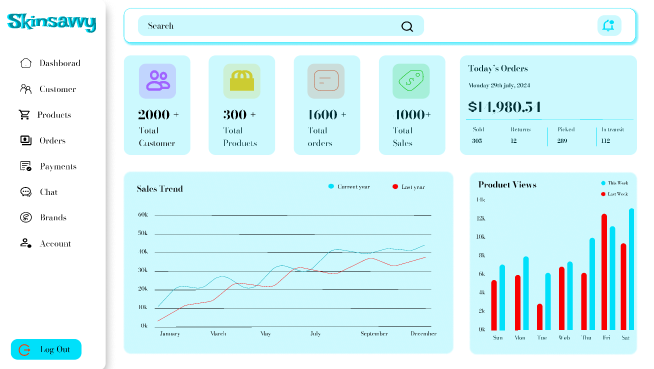 Skinsavvy
Search
Dashborad
Customer
Products
Orders
Payments
Chat
Brands
Account
Log Out
2000 +
Total
Customer
300 +
Total
Products
1600 +
Total
orders
1000+
Total
Sales
Today's Orders
Monday 29th july, 2024
$14,980.54
Sold Returns Picked In transit
305 12 289 112
Sales Trend
Current year Last year
60k
50k
40k
30k
20k
10k
0k
January March May July September December
Product Views
This Week
Last Week
14k
12k
10k
8k
6k
4k
2k
0k
Sun Mon Tue Wed Thu Fri Sat